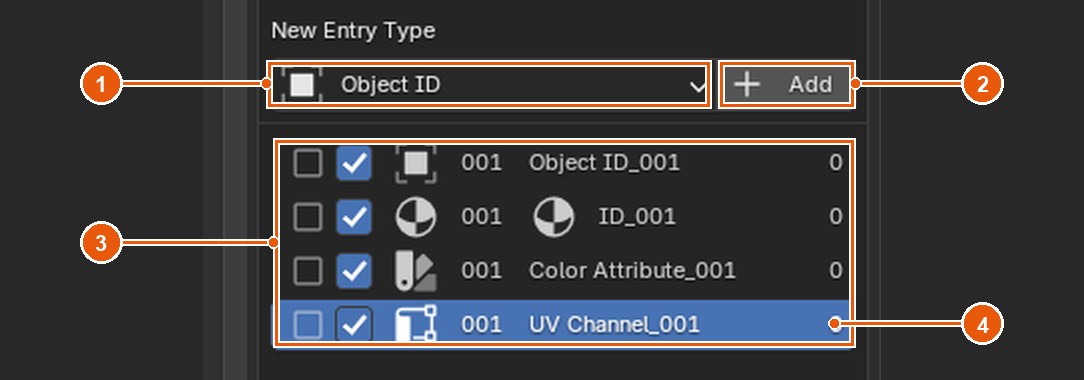 New Entry Type
1 Object ID Add 2
001 Object ID_001 0
001 ID_001 0
3
001 Color Attribute_001 0
001 UV Channel_001 4